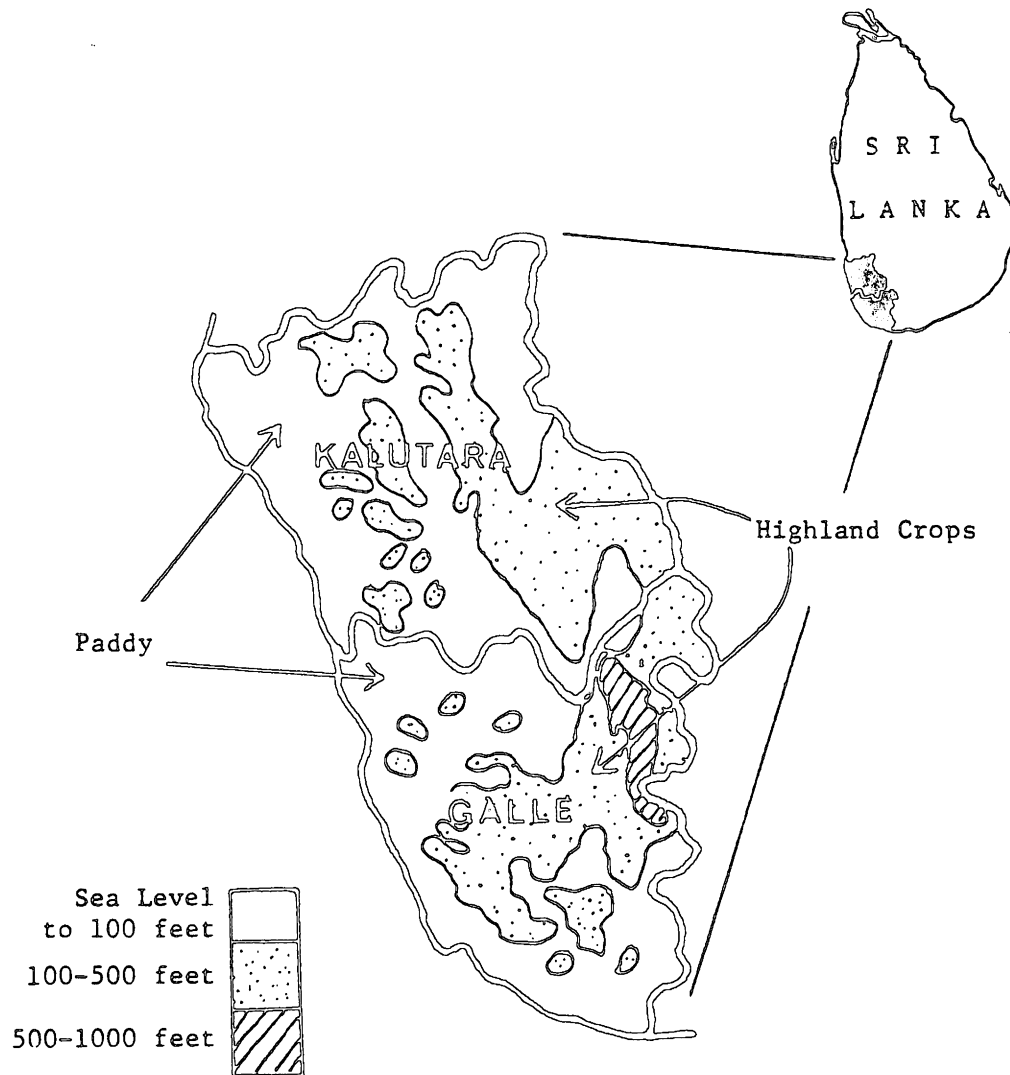 S R I
L A N K A
KALUTARA
Highland Crops
Paddy
GALLE
Sea Level
to 100 feet
100-500 feet
500-1000 feet